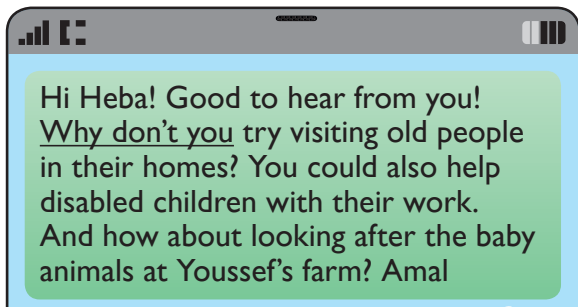 Hi Heba! Good to hear from you!
Why don't you try visiting old people
in their homes? You could also help
disabled children with their work.
And how about looking after the baby
animals at Youssef's farm? Amal